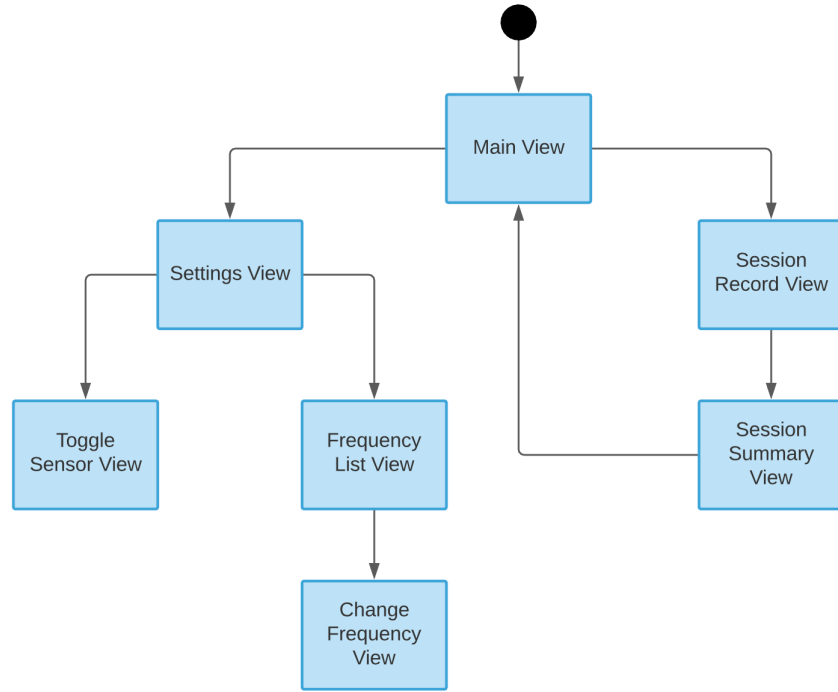 Main View
Settings View
Session
Record View
Toggle
Sensor View
Frequency
List View
Session
Summary
View
Change
Frequency
View